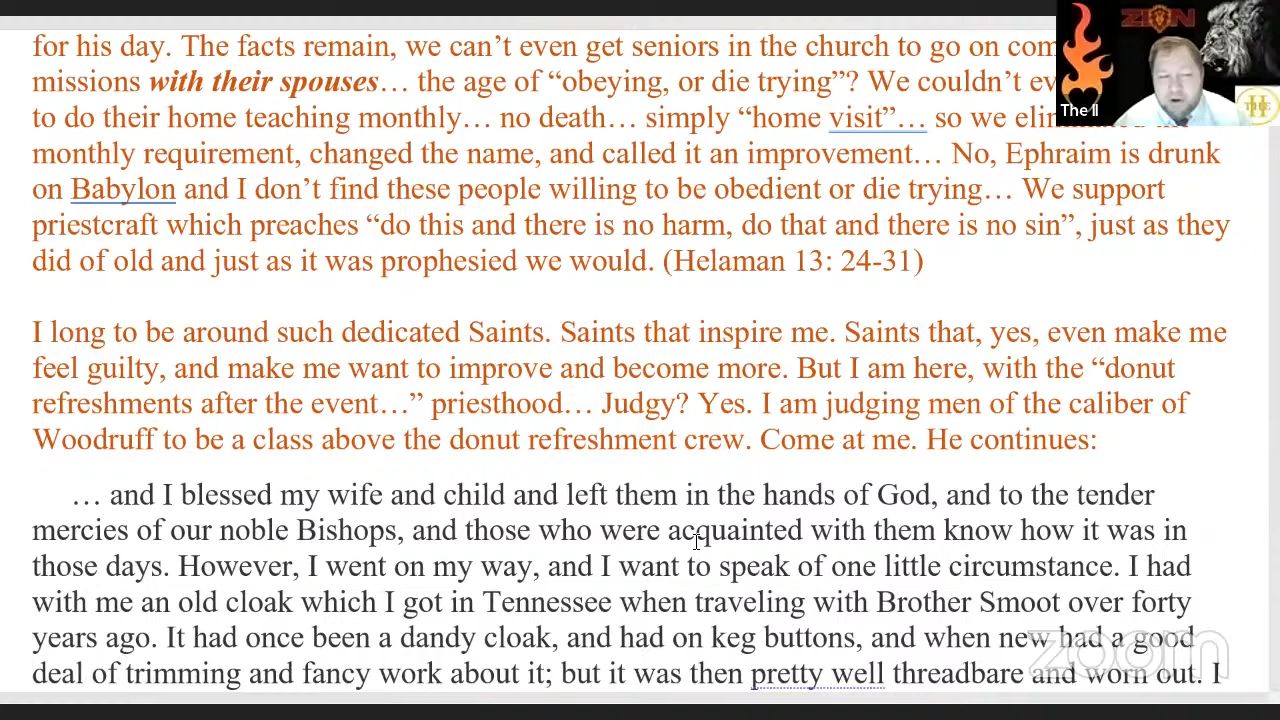 for his day. The facts remain, we can’t even get seniors in the church to go on
missions with their spouses… the age of “obeying, or die trying”? We couldn’t
to do their home teaching monthly… no death… simply “home visit”… so we
monthly requirement, changed the name, and called it an improvement… No, Ephraim is drunk
on Babylon and I don’t find these people willing to be obedient or die trying… We support
priestcraft which preaches “do this and there is no harm, do that and there is no sin”, just as they
did of old and just as it was prophesied we would. (Helaman 13: 24-31)
I long to be around such dedicated Saints. Saints that inspire me. Saints that, yes, even make me
feel guilty, and make me want to improve and become more. But I am here, with the “donut
refreshments after the event…” priesthood… Judgy? Yes. I am judging men of the caliber of
Woodruff to be a class above the donut refreshment crew. Come at me. He continues:
… and I blessed my wife and child and left them in the hands of God, and to the tender
mercies of our noble Bishops, and those who were acquainted with them know how it was in
those days. However, I went on my way, and I want to speak of one little circumstance. I had
with me an old cloak which I got in Tennessee when traveling with Brother Smoot over forty
years ago. It had once been a dandy cloak, and had on keg buttons, and when new had a good
deal of trimming and fancy work about it; but it was then pretty well threadbare and worn out. I
ZION
The II
zoom